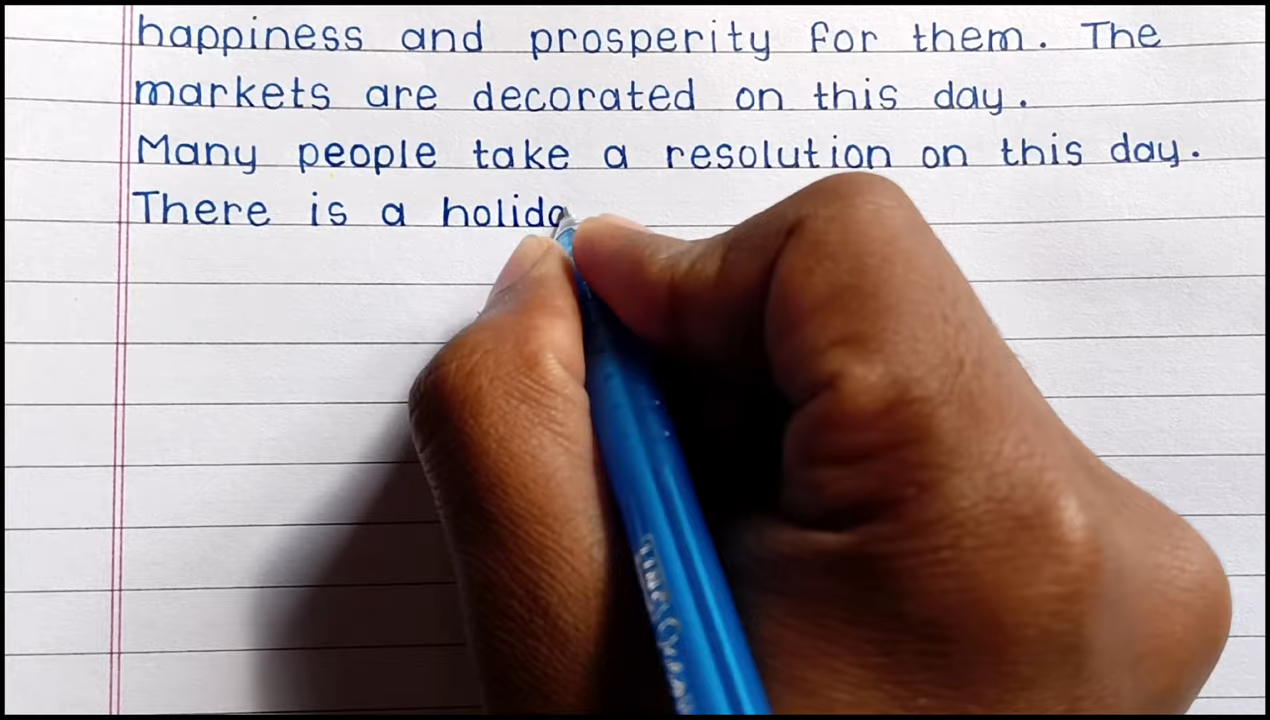 happiness and prosperity for them. The
markets are decorated on this day.
Many people take a resolution on this day.
There is a holida